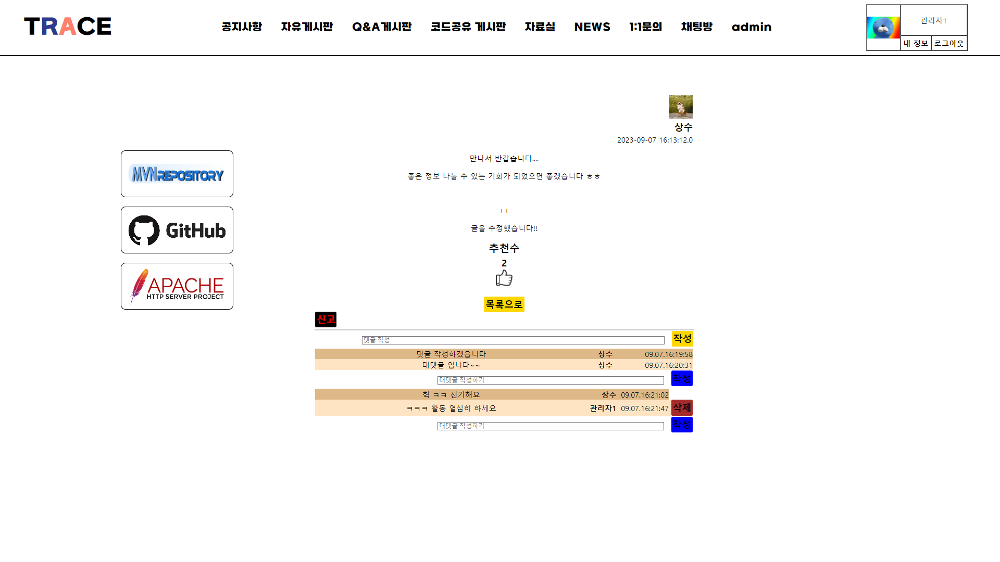 TRACE
공지사항 자유게시판 Q&A게시판 코드공유 게시판 자료실 NEWS 1:1문의 채팅방 admin
관리자1
내 정보 로그아웃
상수
2023-09-07 16:13:12.0
만나서 반갑습니다....
좋은 정보 나눌 수 있는 기회가 되었으면 좋겠습니다 ㅎㅎ
++
글을 수정했습니다!!
추천수
2
MVNREPOSITORY
GitHub
APACHE
HTTP SERVER PROJECT
목록으로
신고
댓글 작성 작성
댓글 작성하겠읍니다 상수 09.07.16:19:58
대댓글 입니다~~ 상수 09.07.16:20:31
대댓글 작성하기 작성
헉 ㅋㅋ 신기해요 상수 09.07.16:21:02
ㅋㅋㅋ 활동 열심히 하세요 관리자1 09.07.16:21:47 삭제
대댓글 작성하기 작성